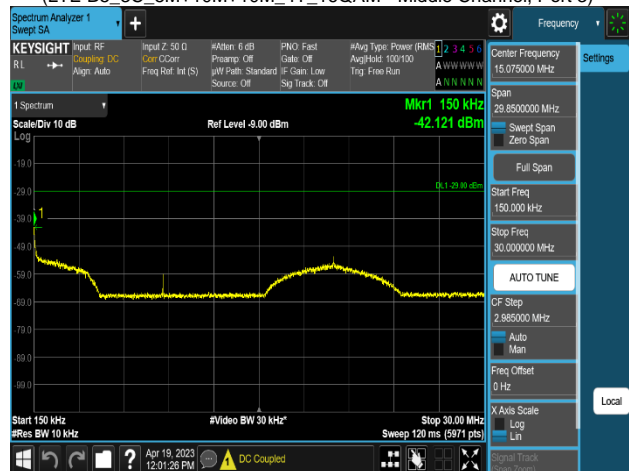 Spectrum Analyzer 1
Swept SA
Frequency
KEYSIGHT
RL
LV
Input: RF
Coupling: DC
Align: Auto
Input Z: 50 Ω
Corr CCorr
Freq Ref: Int (S)
#Atten: 6 dB
Preamp: Off
µW Path: Standard
Source: Off
PNO: Fast
Gate: Off
IF Gain: Low
Sig Track: Off
#Avg Type: Power (RMS
Avg|Hold: 100/100
Trig: Free Run
1 2 3 4 5 6
A W W W W W
A N N N N N
1 Spectrum
Mkr1 150 kHz
-42.121 dBm
Scale/Div 10 dB
Ref Level -9.00 dBm
Log
-19.0
DL1 -29.00 dBm
-29.0
-39.0
1
-49.0
-59.0
-69.0
-79.0
-89.0
-99.0
Start 150 kHz
#Video BW 30 kHz*
Stop 30.00 MHz
#Res BW 10 kHz
Sweep 120 ms (5971 pts)
Apr 19, 2023
12:01:26 PM
DC Coupled
Center Frequency
15.075000 MHz
Settings
Span
29.8500000 MHz
Swept Span
Zero Span
Full Span
Start Freq
150.000 kHz
Stop Freq
30.000000 MHz
AUTO TUNE
CF Step
2.985000 MHz
Auto
Man
Freq Offset
0 Hz
Local
X Axis Scale
Log
Lin
Signal Track
(Span Zoom)